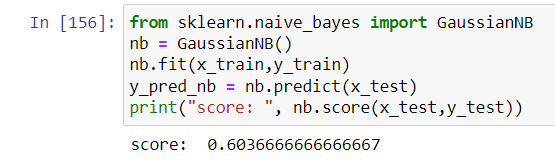 In [156]: from sklearn.naive_bayes import GaussianNB
nb = GaussianNB()
nb.fit(x_train,y_train)
y_pred_nb = nb.predict(x_test)
print("score: ", nb.score(x_test,y_test))
score:  0.6036666666666667